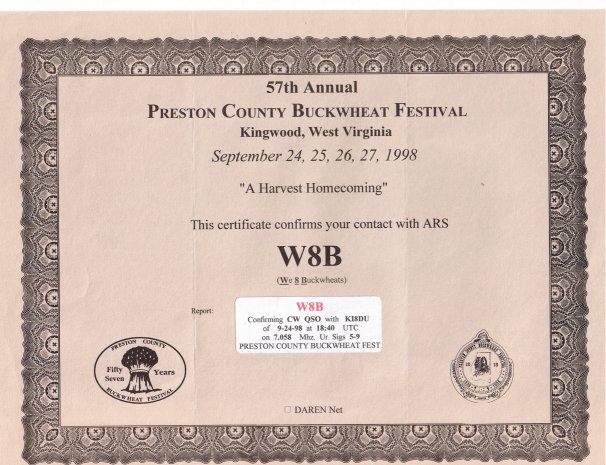 57th Annual
PRESTON COUNTY BUCKWHEAT FESTIVAL
Kingwood, West Virginia
September 24, 25, 26, 27, 1998
"A Harvest Homecoming"
This certificate confirms your contact with ARS
W8B
(We 8 Buckwheats)
Report:
W8B
Confirming CW QSO with KI8DU
of 9-24-98 at 18:40 UTC
on 7.058 Mhz. Ur Sigs 5-9
PRESTON COUNTY BUCKWHEAT FEST
PRESTON COUNTY
Fifty Seven Years
BUCKWHEAT FESTIVAL
18 18
☐ DAREN Net